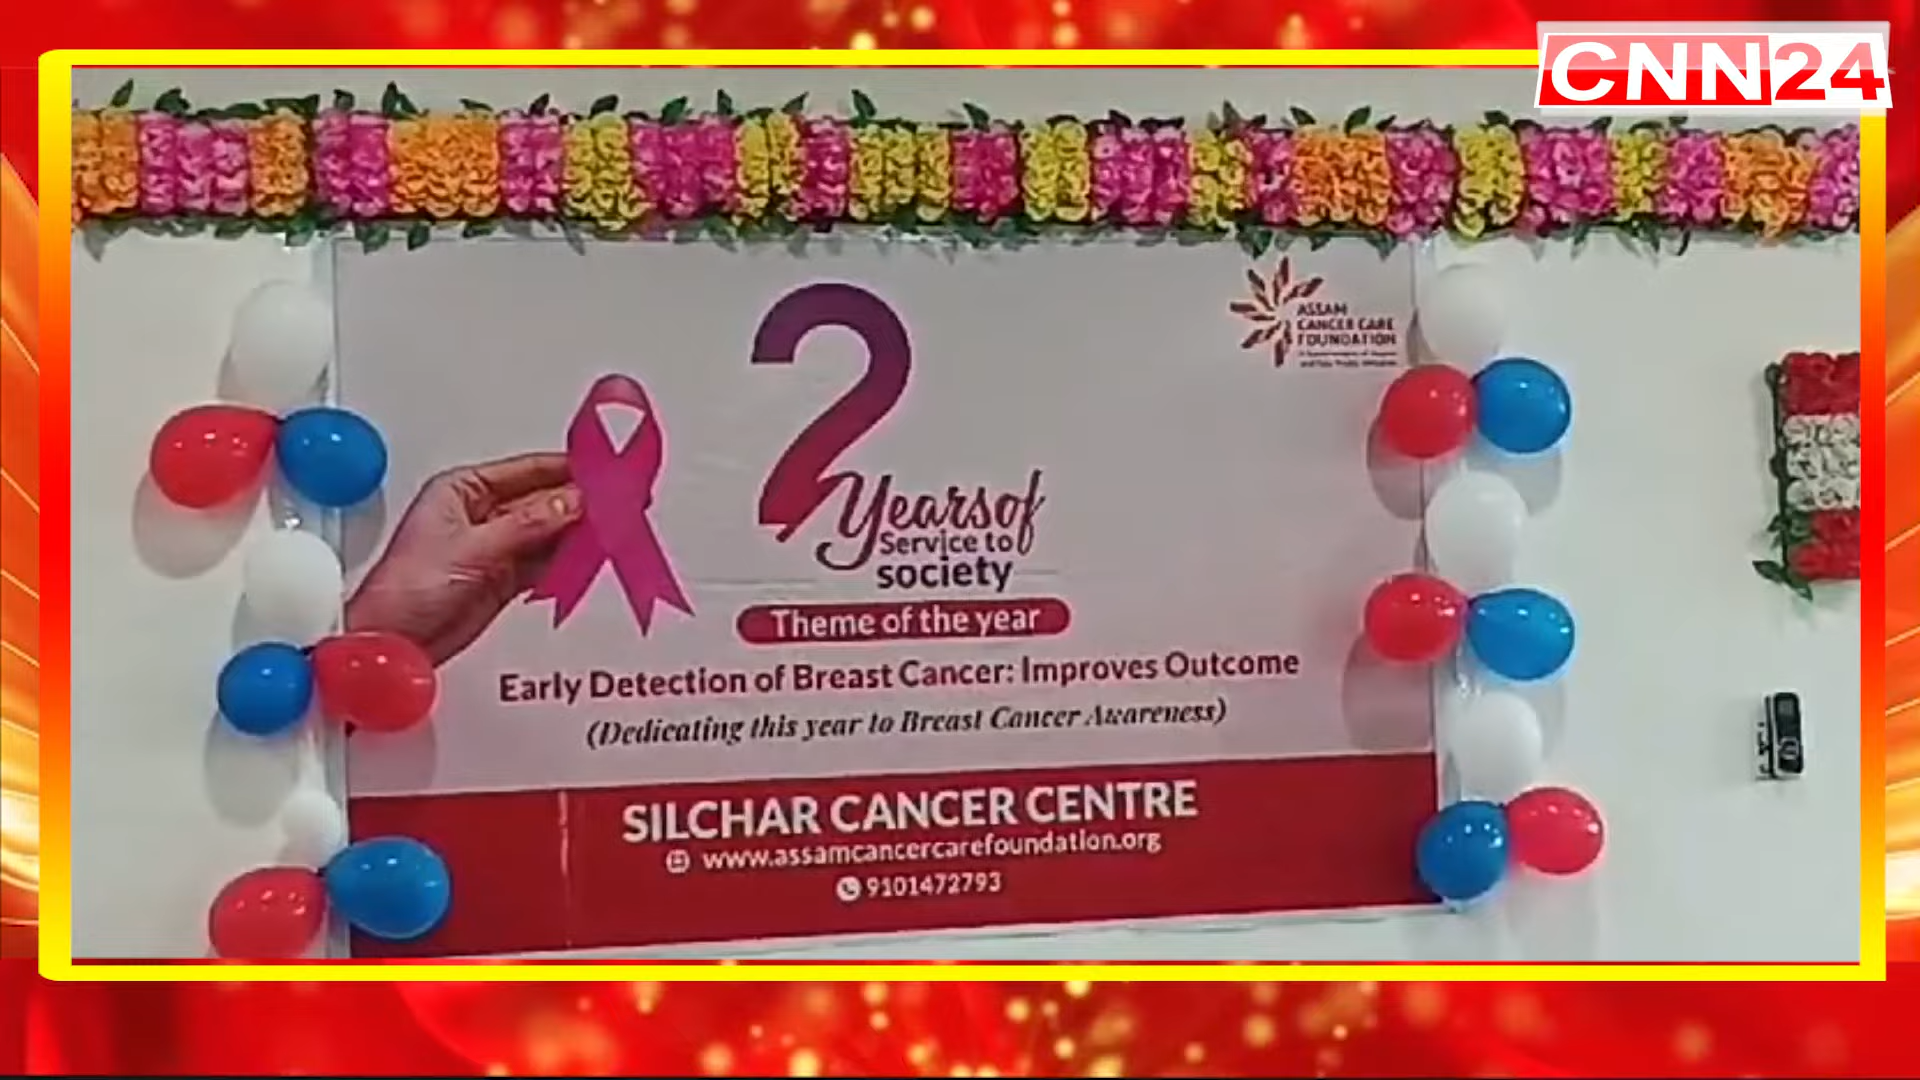 CNN24
ASSAM
CANCER CARE
FOUNDATION
2
Years of
Service to
society
Theme of the year
Early Detection of Breast Cancer: Improves Outcome
(Dedicating this year to Breast Cancer Awareness)
SILCHAR CANCER CENTRE
www.assamcancercarefoundation.org
9101472793